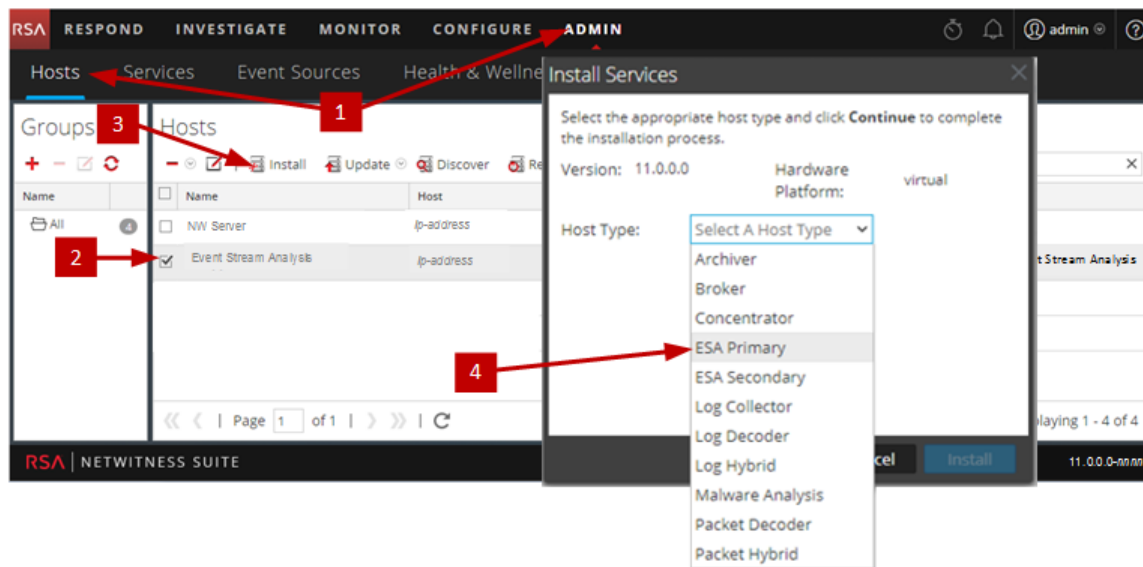 RSA RESPOND INVESTIGATE MONITOR CONFIGURE ADMIN admin
Hosts Services Event Sources Health & Wellne
Install Services
Select the appropriate host type and click Continue to complete
the installation process.
Version: 11.0.0.0 Hardware Platform: virtual
Host Type: Select A Host Type
Archiver
Broker
Concentrator
ESA Primary
ESA Secondary
Log Collector
Log Decoder
Log Hybrid
Malware Analysis
Packet Decoder
Packet Hybrid
cel Install
1
Groups
3
Hosts
Install Update Discover Re
Name
All 4
Name Host
NW Server ip-address
2
Event Stream Analysis ip-address
t Stream Analysis
4
Page 1 of 1
laying 1 - 4 of 4
RSA NETWITNESS SUITE
11.0.0.0-nnnn